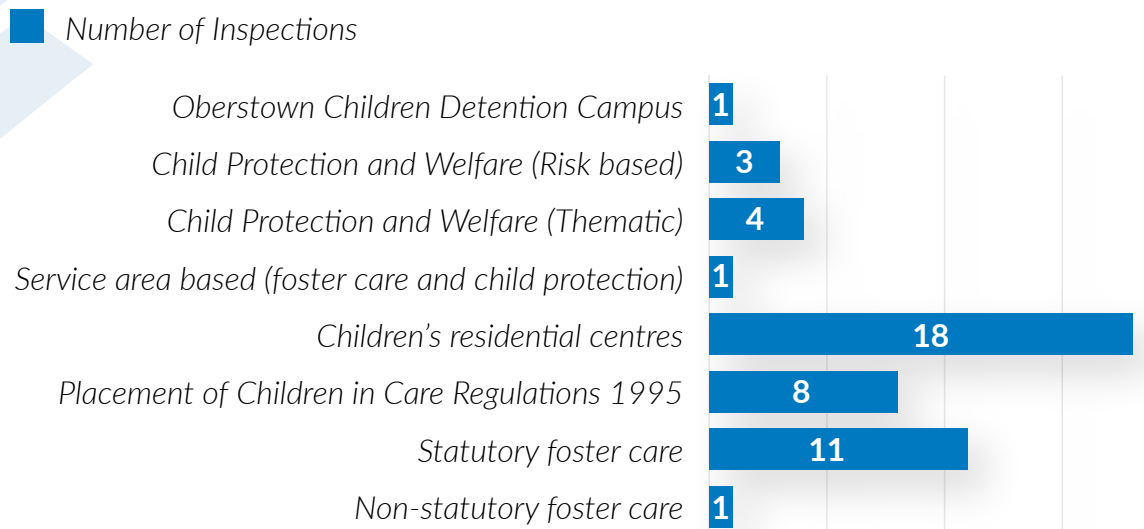 Number of Inspections
Oberstown Children Detention Campus 1
Child Protection and Welfare (Risk based) 3
Child Protection and Welfare (Thematic) 4
Service area based (foster care and child protection) 1
Children’s residential centres 18
Placement of Children in Care Regulations 1995 8
Statutory foster care 11
Non-statutory foster care 1